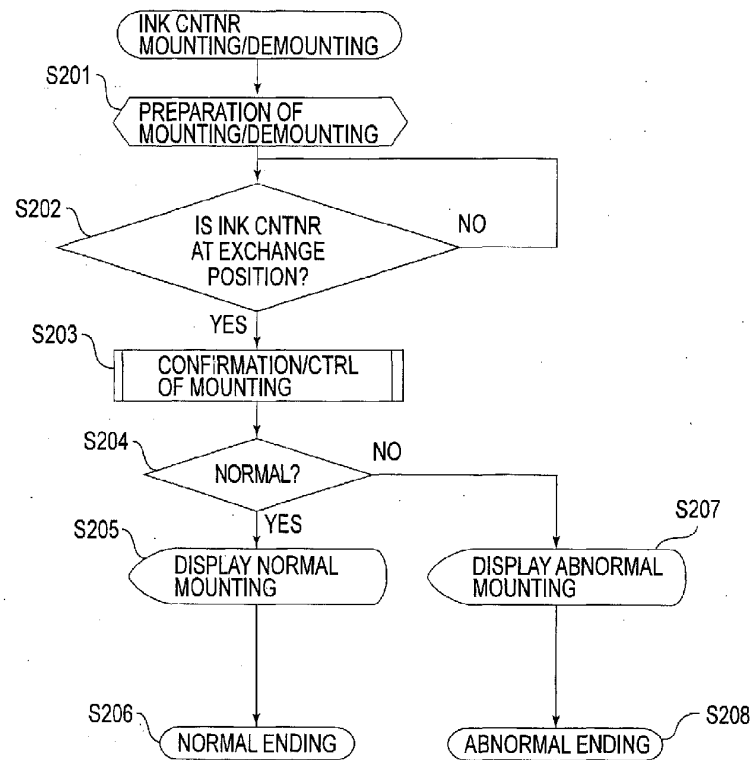 INK CNTNR
MOUNTING/DEMOUNTING
S201
PREPARATION OF
MOUNTING/DEMOUNTING
S202
IS INK CNTNR
AT EXCHANGE
POSITION?
NO
YES
S203
CONFIRMATION/CTRL
OF MOUNTING
S204
NORMAL?
NO
YES
S205
DISPLAY NORMAL
MOUNTING
S207
DISPLAY ABNORMAL
MOUNTING
S206
NORMAL ENDING
S208
ABNORMAL ENDING